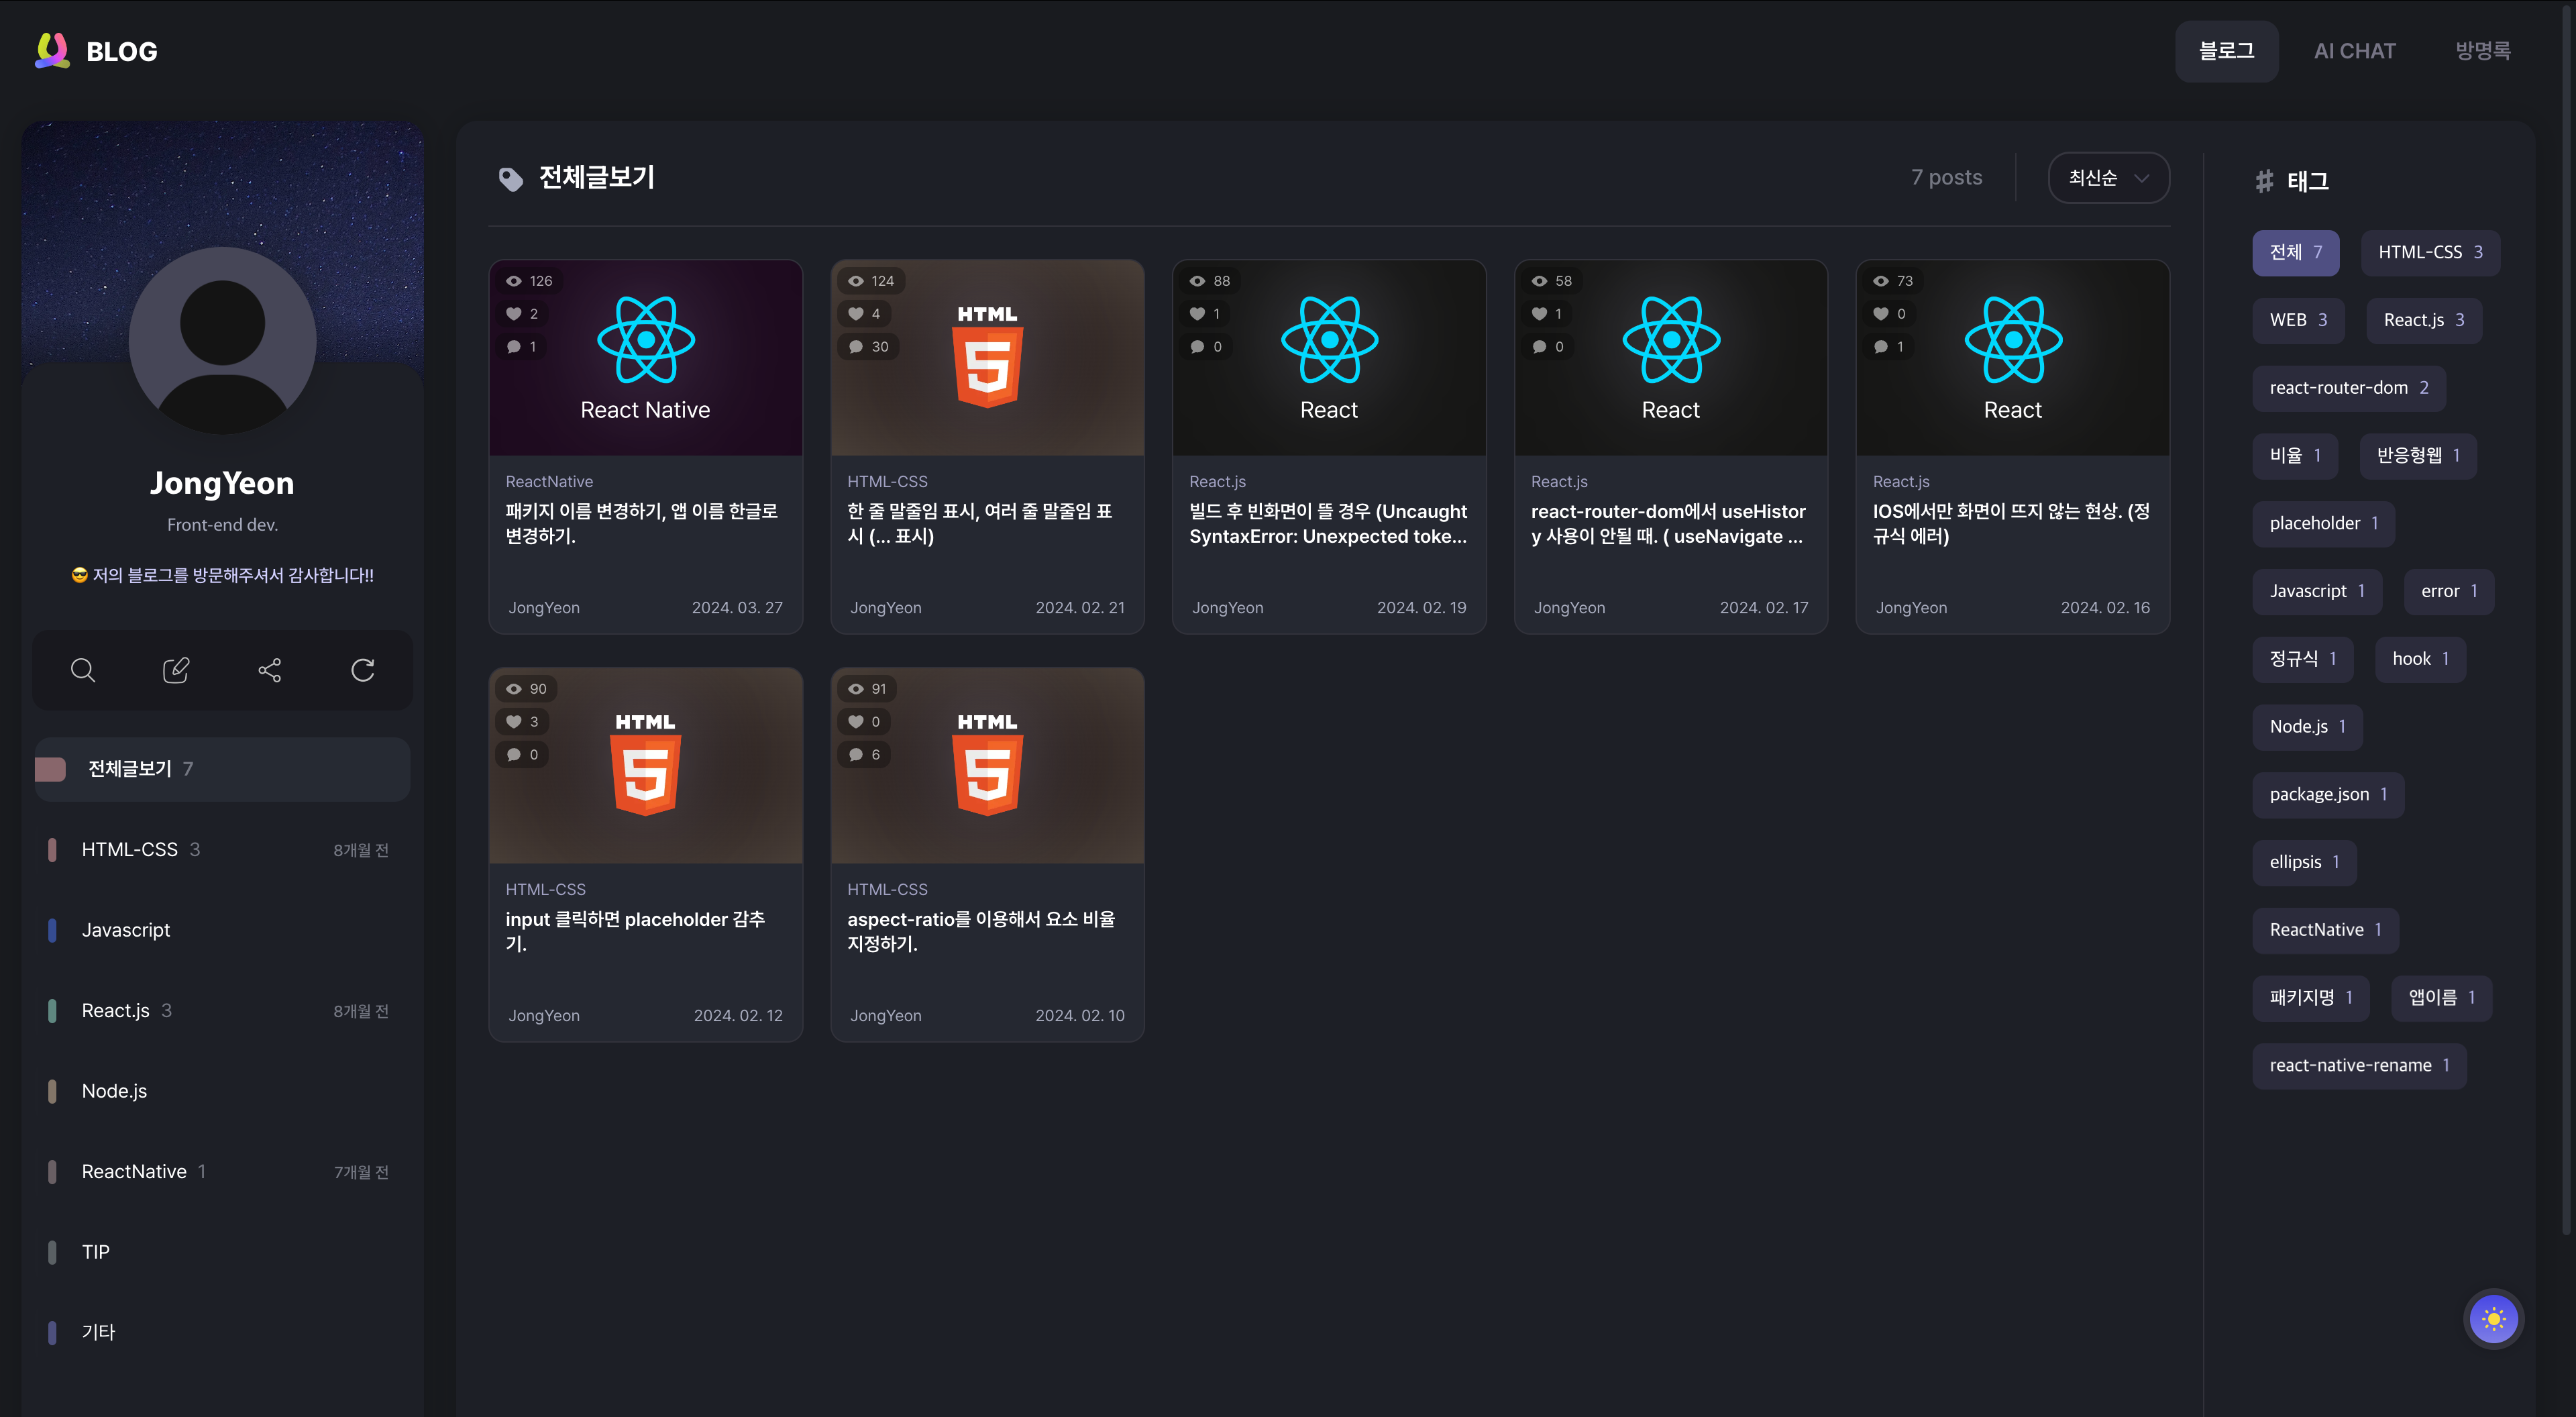 BLOG
블로그
AI CHAT
방명록
JongYeon
Front-end dev.
😎 저의 블로그를 방문해주셔서 감사합니다!!
전체글보기 7
HTML-CSS 3 8개월 전
Javascript
React.js 3 8개월 전
Node.js
ReactNative 1 7개월 전
TIP
기타
전체글보기
7 posts
최신순
126
2
1
React Native
ReactNative
패키지 이름 변경하기, 앱 이름 한글로
변경하기.
JongYeon 2024. 03. 27
124
4
30
HTML
5
HTML-CSS
한 줄 말줄임 표시, 여러 줄 말줄임 표
시 (... 표시)
JongYeon 2024. 02. 21
88
1
0
React
React.js
빌드 후 빈화면이 뜰 경우 (Uncaught
SyntaxError: Unexpected toke...
JongYeon 2024. 02. 19
58
1
0
React
React.js
react-router-dom에서 useHistor
y 사용이 안될 때. ( useNavigate ...
JongYeon 2024. 02. 17
73
0
1
React
React.js
IOS에서만 화면이 뜨지 않는 현상. (정
규식 에러)
JongYeon 2024. 02. 16
90
3
0
HTML
5
HTML-CSS
input 클릭하면 placeholder 감추
기.
JongYeon 2024. 02. 12
91
0
6
HTML
5
HTML-CSS
aspect-ratio를 이용해서 요소 비율
지정하기.
JongYeon 2024. 02. 10
# 태그
전체 7 HTML-CSS 3
WEB 3 React.js 3
react-router-dom 2
비율 1 반응형웹 1
placeholder 1
Javascript 1 error 1
정규식 1 hook 1
Node.js 1
package.json 1
ellipsis 1
ReactNative 1
패키지명 1 앱이름 1
react-native-rename 1